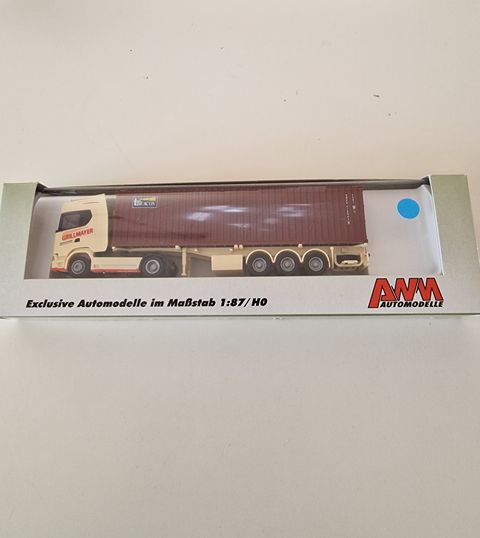 GRILLMAYER
Exclusive Automodelle im Maßstab 1:87/H0
AWM
AUTOMODELLE